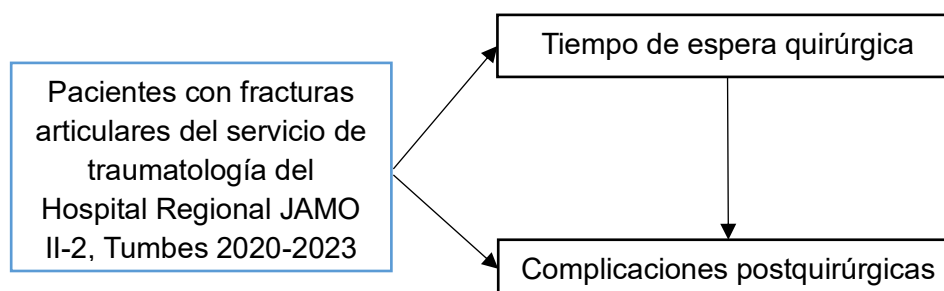 Tiempo de espera quirúrgica
Pacientes con fracturas
articulares del servicio de
traumatología del
Hospital Regional JAMO
II-2, Tumbes 2020-2023
Complicaciones postquirúrgicas